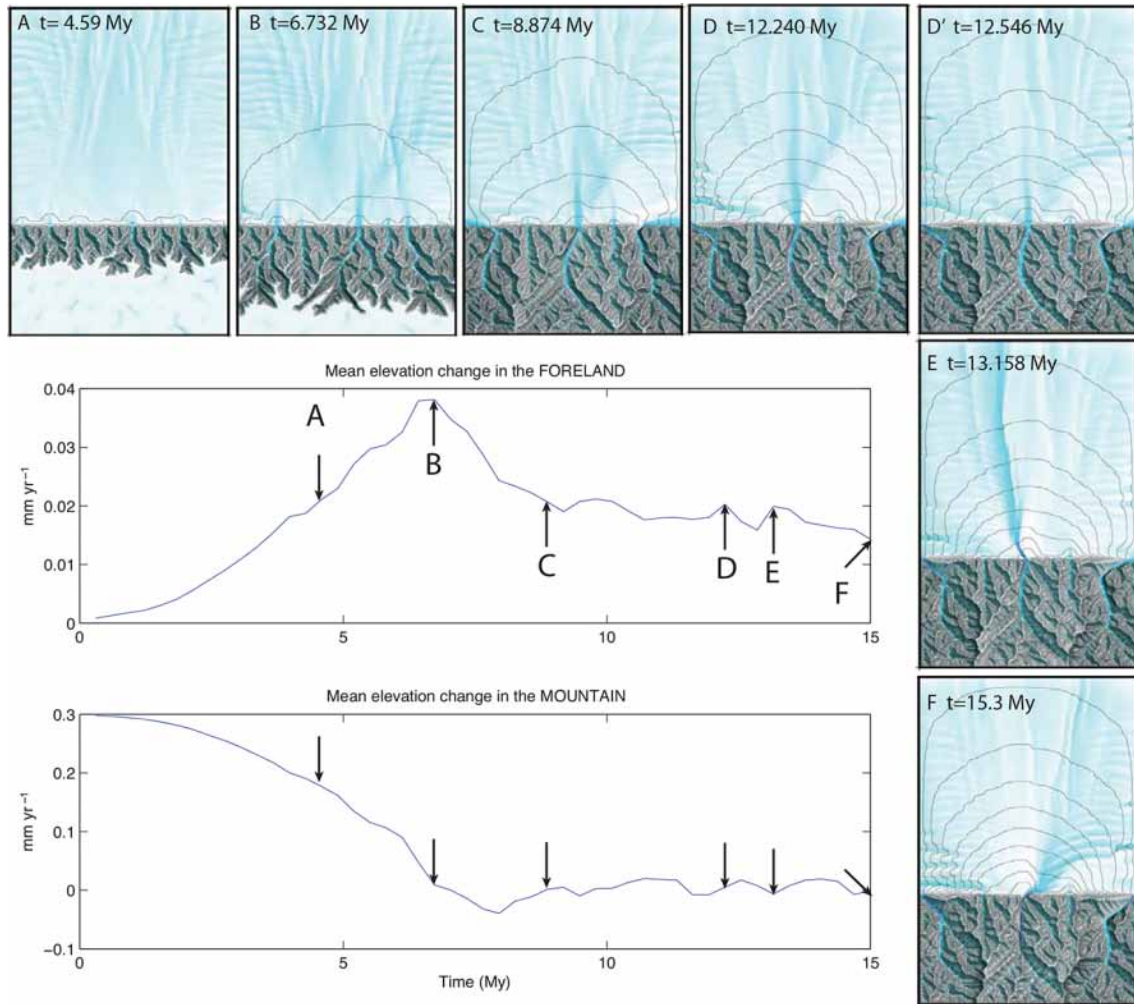 A t= 4.59 My
B t=6.732 My
C t=8.874 My
D t=12.240 My
D' t=12.546 My
Mean elevation change in the FORELAND
0.04
0.03
0.02
0.01
0
mm yr⁻¹
A
B
C
D
E
F
0
5
10
15
E t=13.158 My
Mean elevation change in the MOUNTAIN
0.3
0.2
0.1
0
−0.1
mm yr⁻¹
0
5
10
15
Time (My)
F t=15.3 My